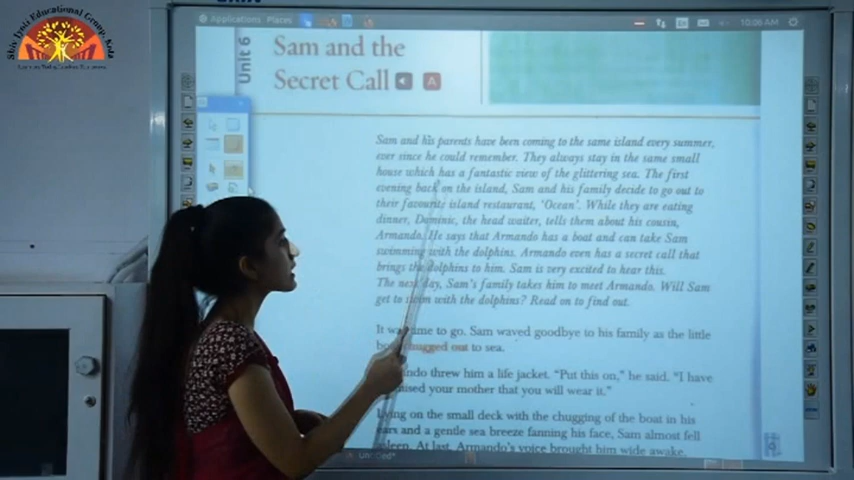 Shiv Jyoti Educational Group, Kota
Applications Places
10:06 AM
Unit 6
Sam and the
Secret Call A
Sam and his parents have been coming to the same island every summer,
ever since he could remember. They always stay in the same small
house which has a fantastic view of the glittering sea. The first
evening back on the island, Sam and his family decide to go out to
their favourite island restaurant, ‘Ocean’. While they are eating
dinner, Dominic, the head waiter, tells them about his cousin,
Armando. He says that Armando has a boat and can take Sam
swimming with the dolphins. Armando even has a secret call that
brings the dolphins to him. Sam is very excited to hear this.
The next day, Sam's family takes him to meet Armando. Will Sam
get to swim with the dolphins? Read on to find out.
It was time to go. Sam waved goodbye to his family as the little
chugged out to sea.
threw him a life jacket. “Put this on,” he said. “I have
your mother that you will wear it.”
Lying on the small deck with the chugging of the boat in his
ears and a gentle sea breeze fanning his face, Sam almost fell
asleep. At last, Armando's voice brought him wide awake.